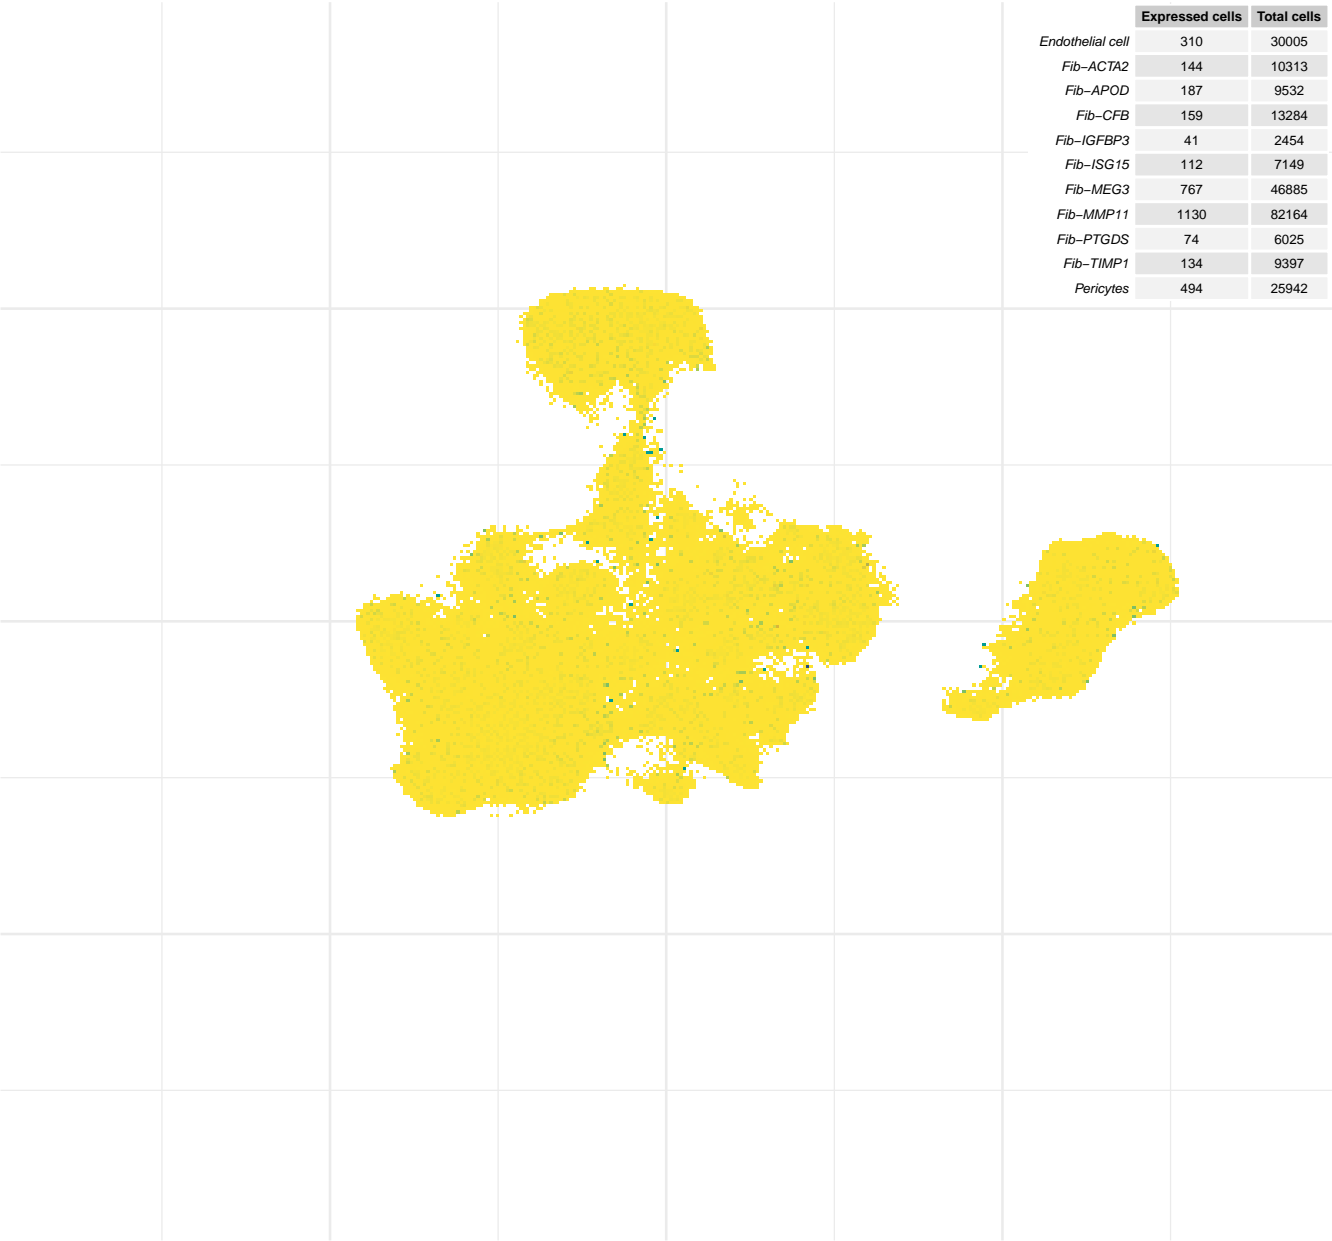 Expressed cells Total cells
Endothelial cell 310 30005
Fib−ACTA2 144 10313
Fib−APOD 187 9532
Fib−CFB 159 13284
Fib−IGFBP3 41 2454
Fib−ISG15 112 7149
Fib−MEG3 767 46885
Fib−MMP11 1130 82164
Fib−PTGDS 74 6025
Fib−TIMP1 134 9397
Pericytes 494 25942